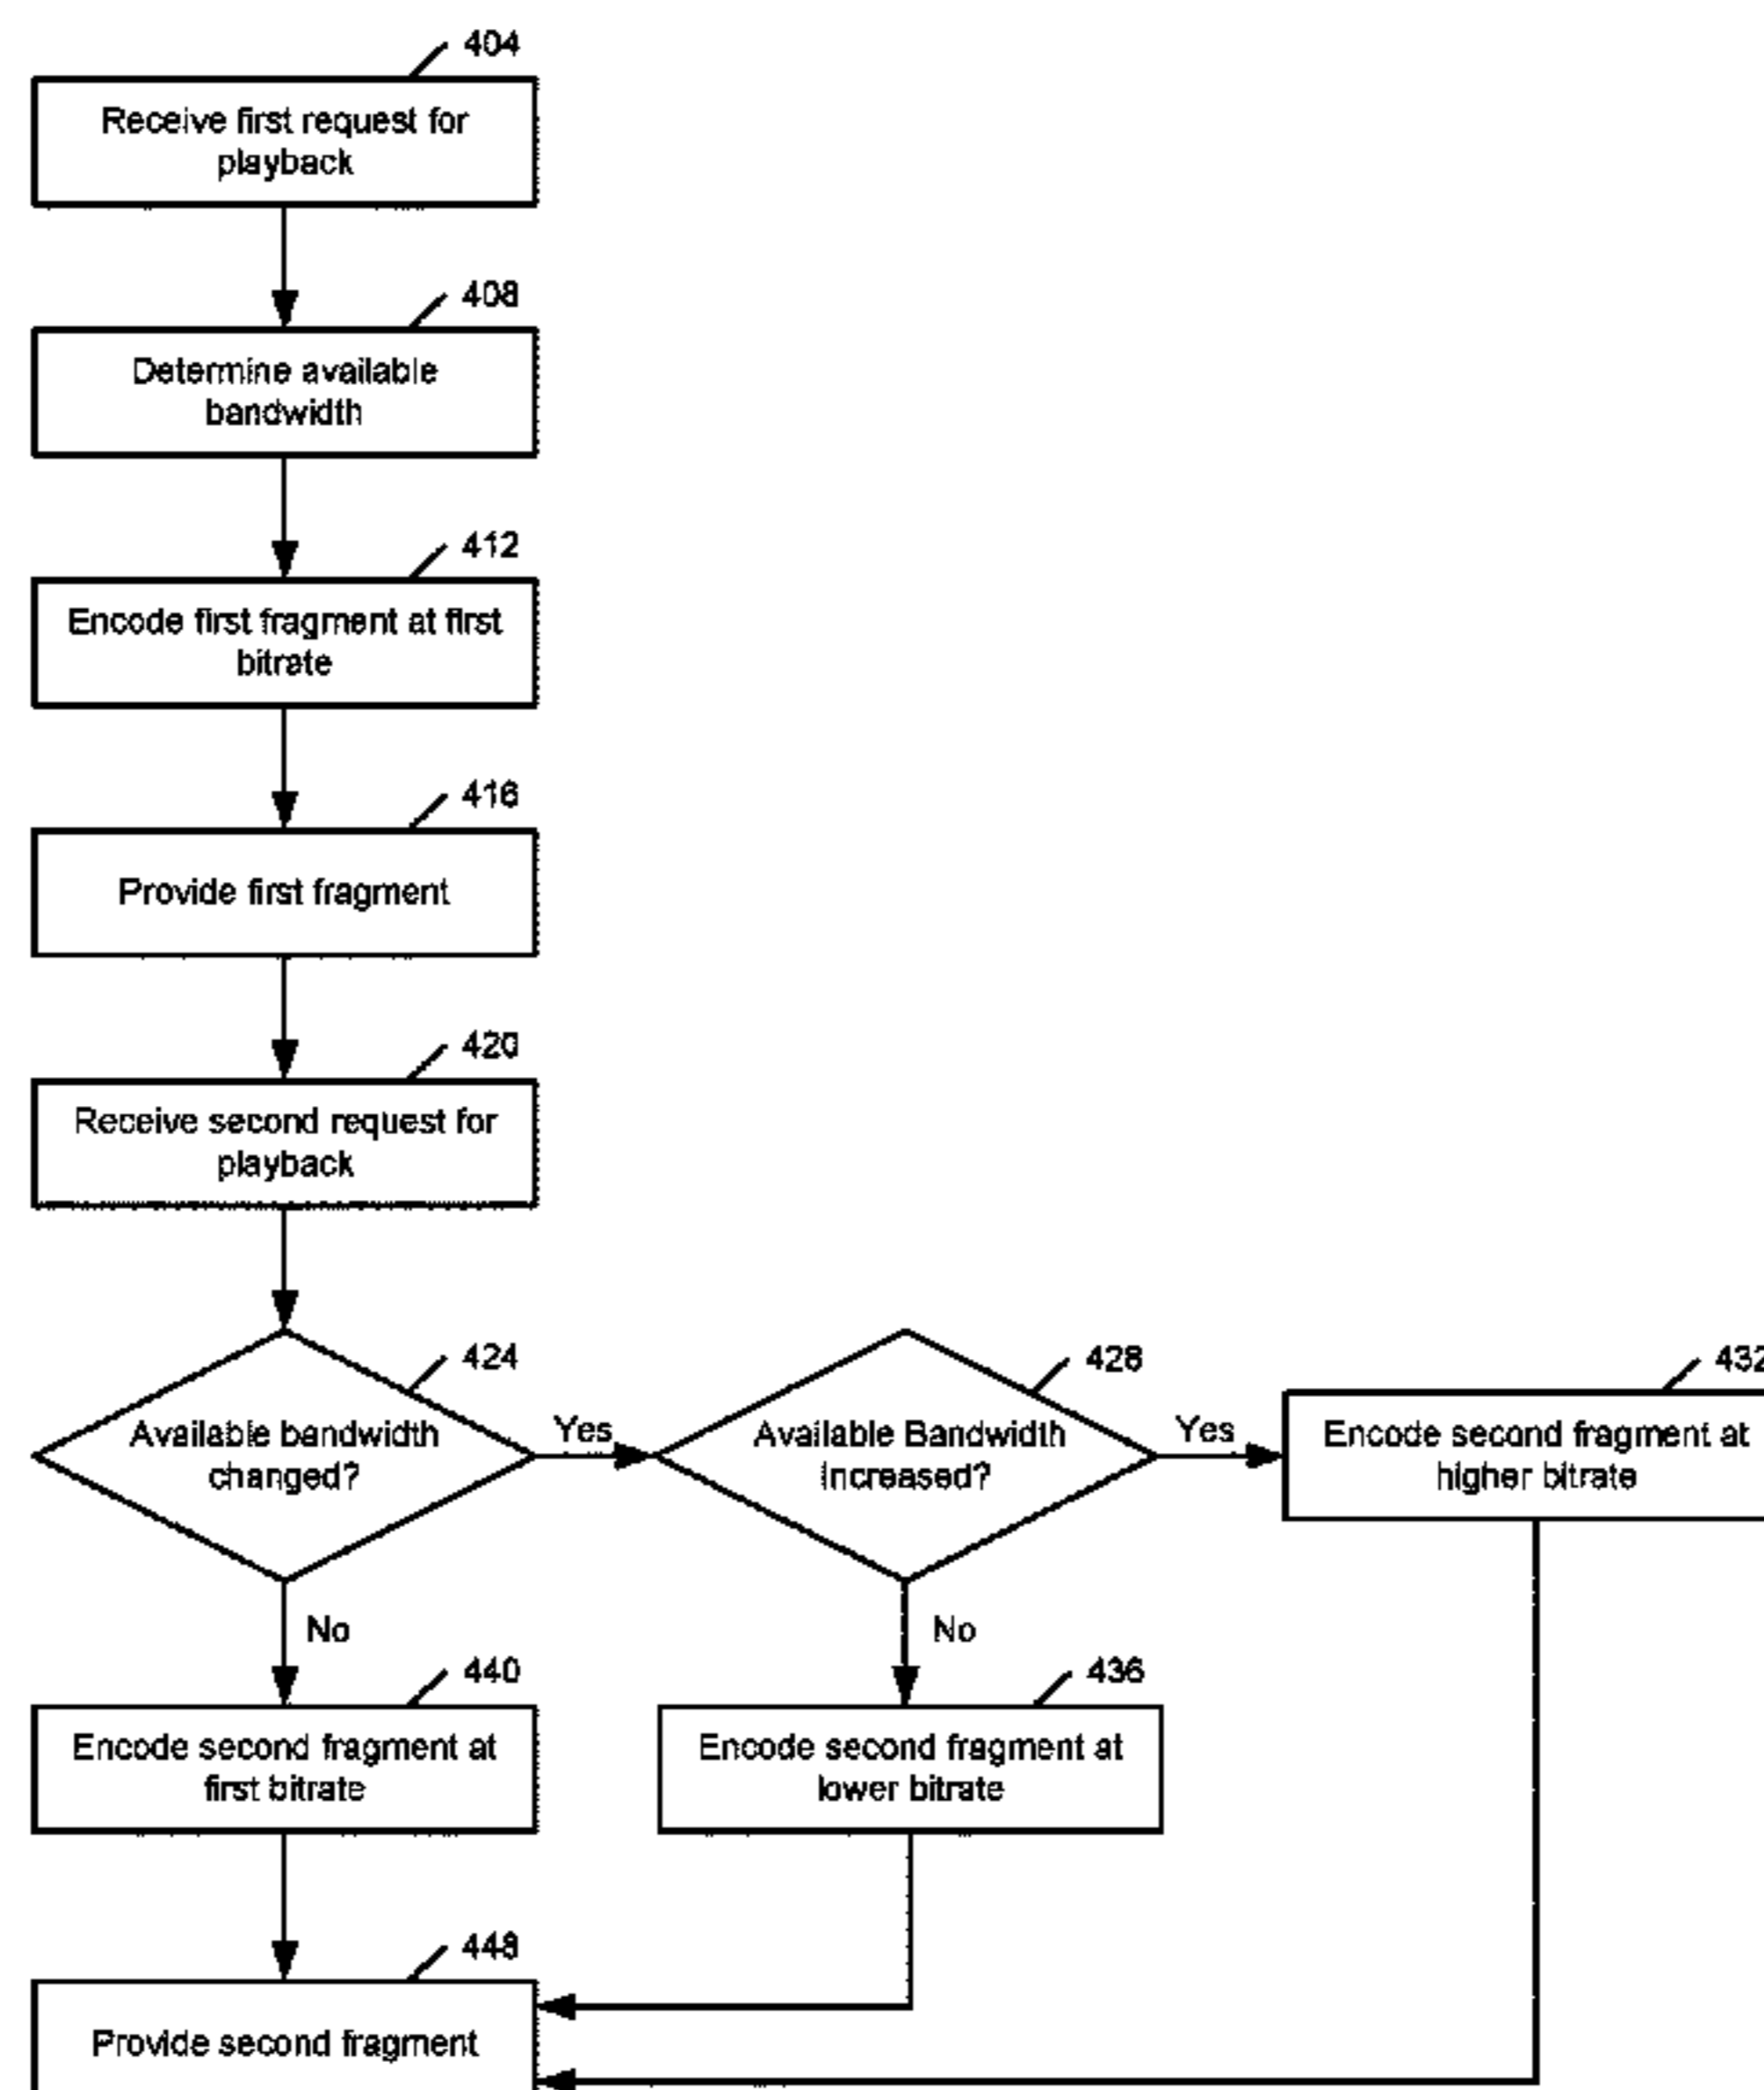 404
Receive first request for
playback
408
Determine available
bandwidth
412
Encode first fragment at first
bitrate
416
Provide first fragment
420
Receive second request for
playback
424
Available bandwidth
changed?
Yes
428
Available Bandwidth
Increased?
Yes
432
Encode second fragment at
higher bitrate
No
No
440
Encode second fragment at
first bitrate
436
Encode second fragment at
lower bitrate
448
Provide second fragment